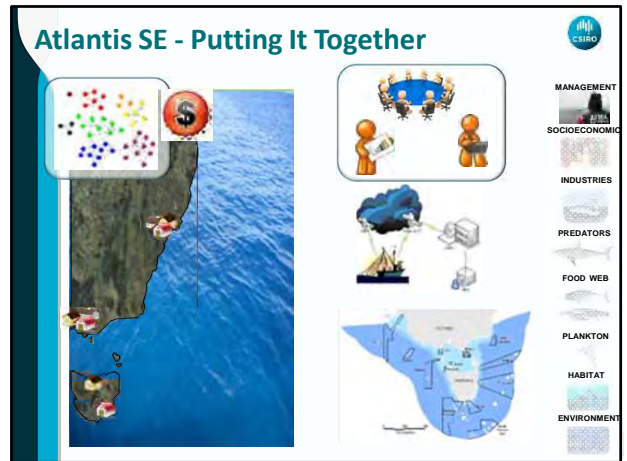 Atlantis SE - Putting It Together
CSIRO
$
MANAGEMENT
SOCIOECONOMIC
INDUSTRIES
PREDATORS
FOOD WEB
PLANKTON
HABITAT
ENVIRONMENT